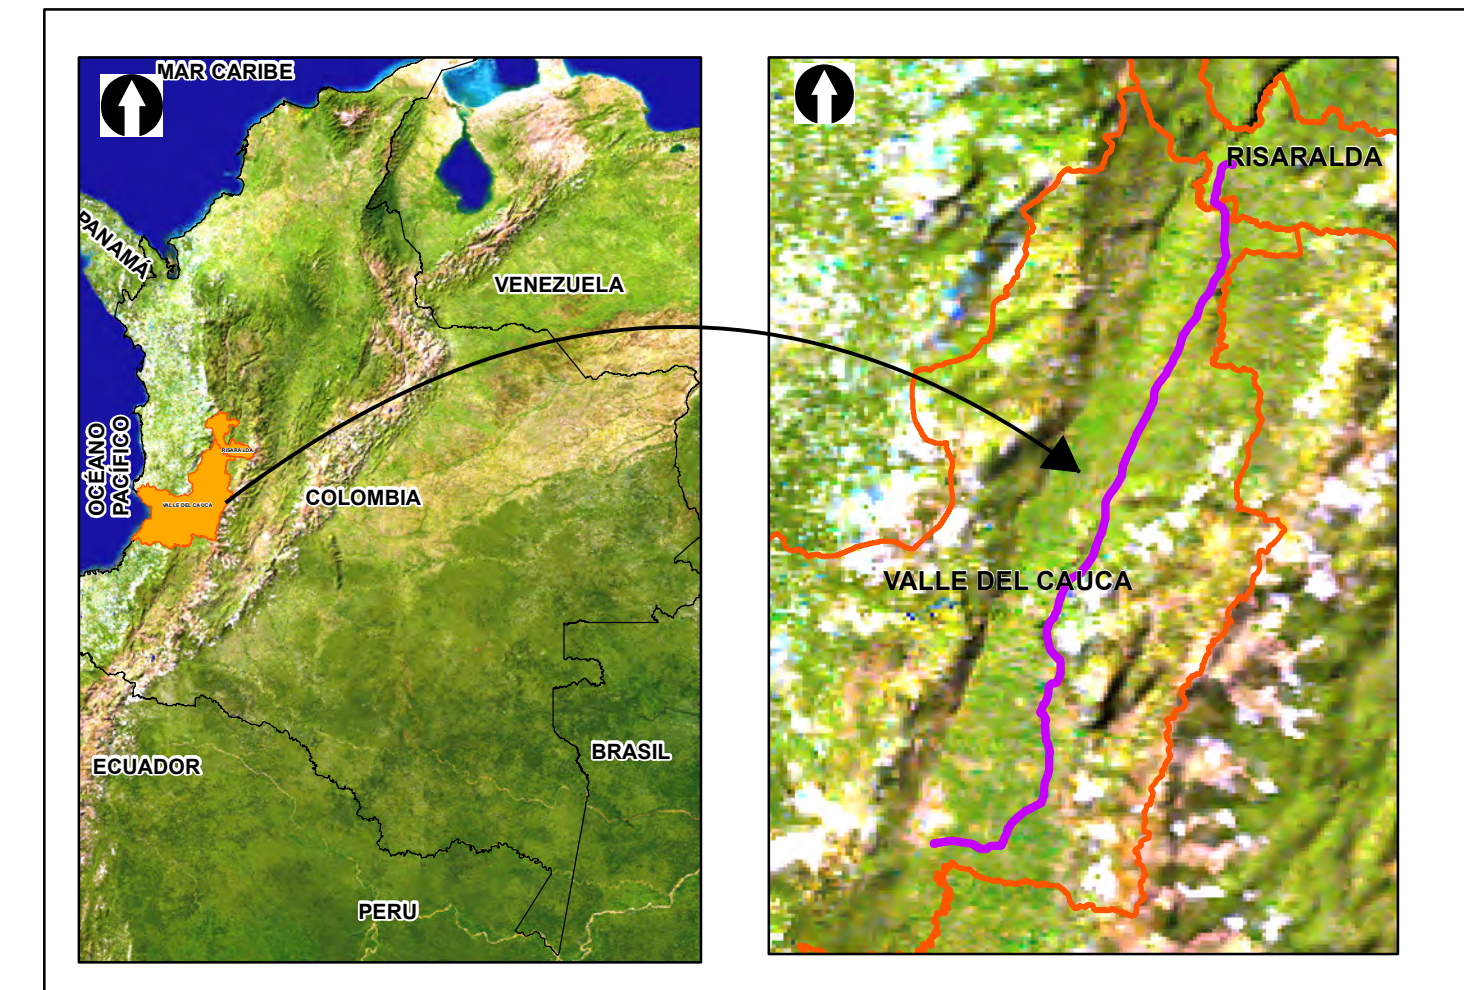 MAR CARIBE
PANAMÁ
VENEZUELA
OCÉANO
PACÍFICO
RISARALDA
VALLE DEL CAUCA
COLOMBIA
ECUADOR
BRASIL
PERU
RISARALDA
VALLE DEL CAUCA